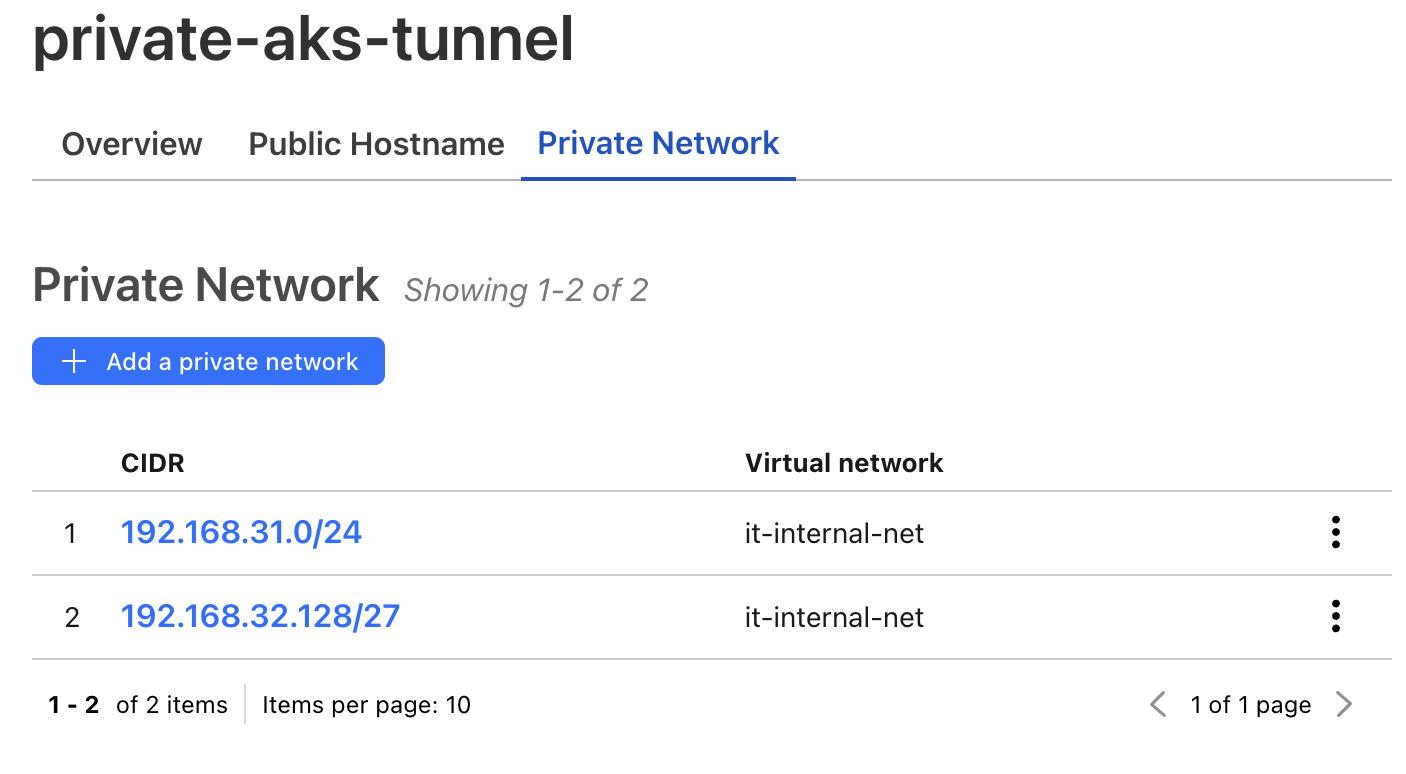 private-aks-tunnel
Overview Public Hostname Private Network
Private Network Showing 1-2 of 2
+ Add a private network
CIDR Virtual network
1 192.168.31.0/24 it-internal-net
2 192.168.32.128/27 it-internal-net
1 - 2 of 2 items Items per page: 10 1 of 1 page